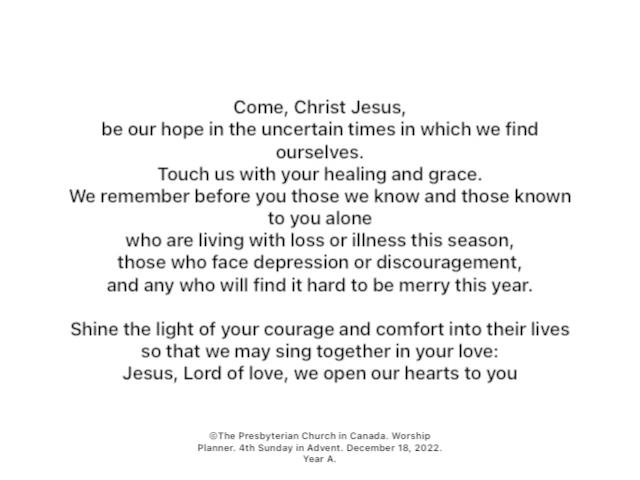 Come, Christ Jesus,
be our hope in the uncertain times in which we find
ourselves.
Touch us with your healing and grace.
We remember before you those we know and those known
to you alone
who are living with loss or illness this season,
those who face depression or discouragement,
and any who will find it hard to be merry this year.
Shine the light of your courage and comfort into their lives
so that we may sing together in your love:
Jesus, Lord of love, we open our hearts to you
©The Presbyterian Church in Canada. Worship
Planner. 4th Sunday in Advent. December 18, 2022.
Year A.